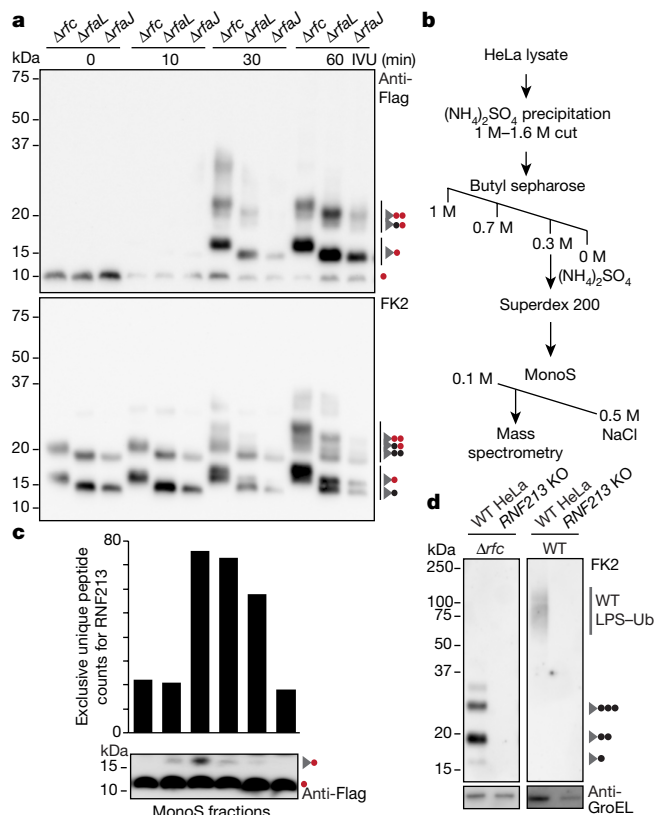 a
Δrfc ΔrfaL ΔrfaJ Δrfc ΔrfaL ΔrfaJ Δrfc ΔrfaL ΔrfaJ Δrfc ΔrfaL ΔrfaJ
kDa 0 10 30 60 IVU (min)
Anti-
Flag
75
50
37
20
15
10
FK2
75
50
37
20
15
10
b
HeLa lysate
(NH4)2SO4 precipitation
1 M–1.6 M cut
Butyl sepharose
1 M
0.7 M
0.3 M
0 M
(NH4)2SO4
Superdex 200
MonoS
0.1 M
0.5 M
NaCl
Mass
spectrometry
c
Exclusive unique peptide
counts for RNF213
80
0
kDa
15
10
Anti-Flag
MonoS fractions
d
WT HeLa RNF213 KO WT HeLa RNF213 KO
kDa Δrfc WT
FK2
250
100
75
50
37
20
15
WT
LPS–Ub
Anti-
GroEL